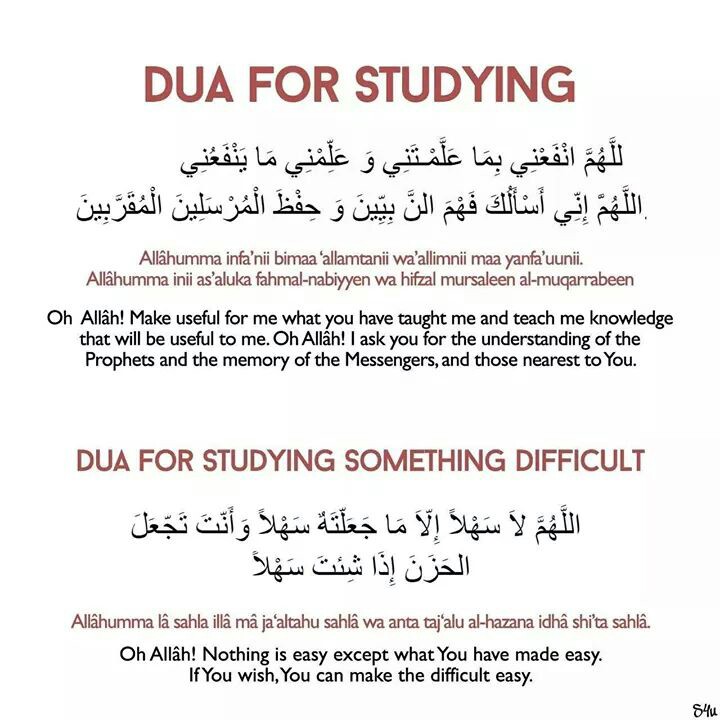 DUA FOR STUDYING
للَّهُمَّ انْفَعْنِي بِمَا عَلَّمْـتَنِي وَ عَلِّمْنِي مَا يَنْفَعُنِي
.اللَّهُمَّ إِنِّي أَسْأَلُكَ فَهْمَ النَّ بِيِّينَ وَ حِفْظَ الْمُرْسَلِينَ الْمُقَرَّبِينَ
Allâhumma infa'nii bimaa 'allamtanii wa'allimnii maa yanfa'uunii.
Allâhumma inii as'aluka fahmal-nabiyyen wa hifzal mursaleen al-muqarrabeen
Oh Allâh! Make useful for me what you have taught me and teach me knowledge
that will be useful to me. Oh Allâh! I ask you for the understanding of the
Prophets and the memory of the Messengers, and those nearest to You.
DUA FOR STUDYING SOMETHING DIFFICULT
اللَّهُمَّ لاَ سَهْلاً إِلّاَ مَا جَعَلّتَهٌ سَهْلاً وَأَنّتَ تَجّعَلَ
الحَزَنَ إِذَا شِئتَ سَهْلاً
Allâhumma lâ sahla illâ mâ ja'altahu sahlâ wa anta taj'alu al-hazana idhâ shi'ta sahlâ.
Oh Allâh! Nothing is easy except what You have made easy.
If You wish, You can make the difficult easy.
S4u